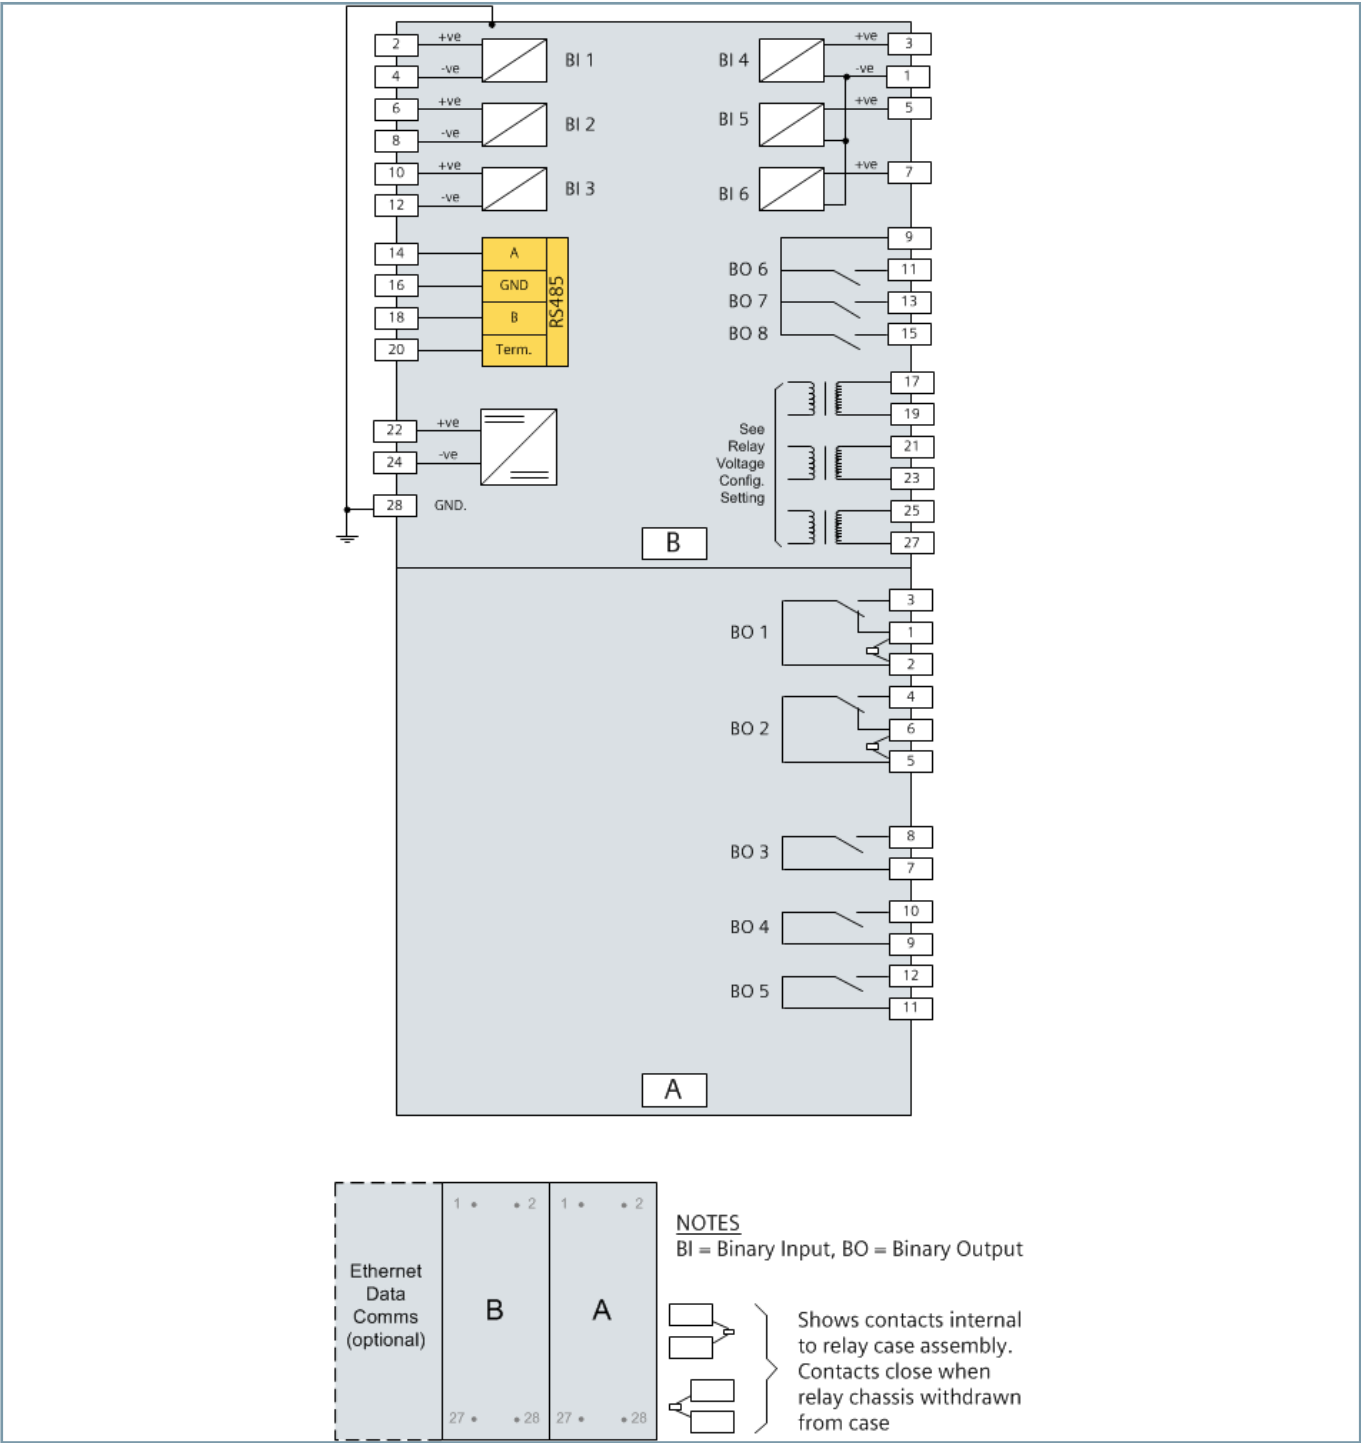 2 +ve BI 1 BI 4 +ve 3
4 -ve -ve 1
6 +ve BI 2 BI 5 +ve 5
8 -ve
10 +ve BI 3 BI 6 +ve 7
12 -ve
9
14 A
16 GND BO 6 11
18 B BO 7 13
20 Term. BO 8 15
RS485
17
19
22 +ve
24 -ve
28 GND.
See
Relay
Voltage
Config.
Setting
21
23
25
27
B
3
BO 1 1
2
4
BO 2 6
5
8
BO 3
7
10
BO 4
9
12
BO 5
11
A
1 2 1 2
Ethernet
Data
Comms
(optional)
B A
27 28 27 28
NOTES
BI = Binary Input, BO = Binary Output
Shows contacts internal
to relay case assembly.
Contacts close when
relay chassis withdrawn
from case